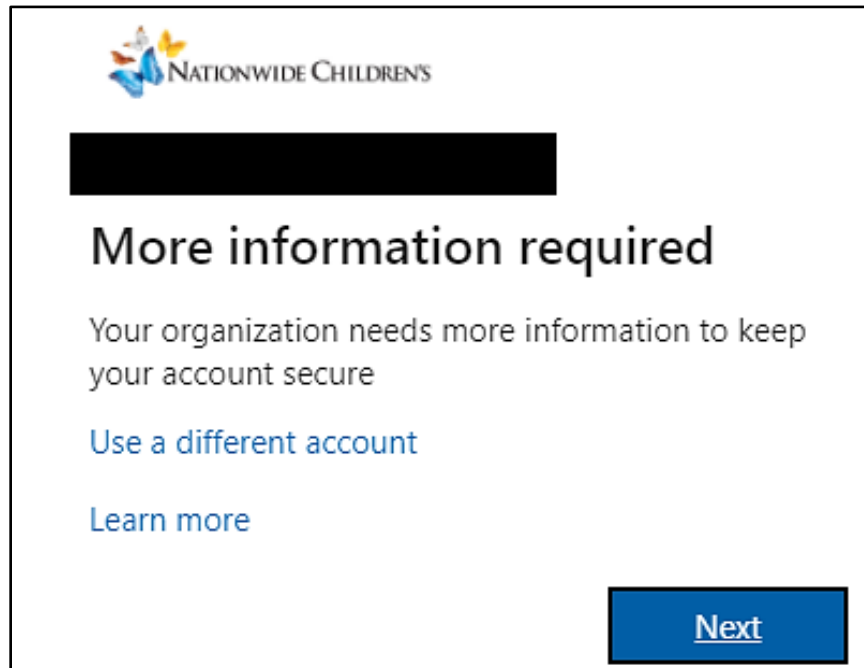 NATIONWIDE CHILDREN'S
More information required
Your organization needs more information to keep
your account secure
Use a different account
Learn more
Next